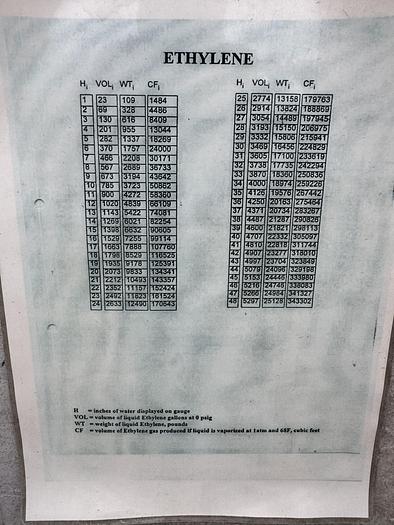 ETHYLENE
H_i VOL_i WT_i CF_i
1 23 109 1484
2 69 328 4486
3 130 616 8409
4 201 955 13044
5 282 1337 18269
6 370 1757 24000
7 466 2208 30171
8 567 2689 36733
9 673 3194 43642
10 785 3723 50862
11 900 4272 58360
12 1020 4839 66109
13 1143 5422 74081
14 1269 6021 82254
15 1398 6632 90605
16 1529 7255 99114
17 1663 7888 107760
18 1798 8529 116525
19 1935 9178 125391
20 2073 9833 134341
21 2212 10493 143357
22 2352 11157 152424
23 2492 11823 161524
24 2633 12490 170643
H_i VOL_i WT_i CF_i
25 2774 13158 179763
26 2914 13824 188869
27 3054 14489 197945
28 3193 15150 206975
29 3332 15806 215941
30 3469 16456 224829
31 3605 17100 233619
32 3738 17735 242294
33 3870 18360 250836
34 4000 18974 259226
35 4126 19576 267442
36 4250 20163 275464
37 4371 20734 283267
38 4487 21287 290826
39 4600 21821 298113
40 4707 22332 305097
41 4810 22818 311744
42 4907 23277 318010
43 4997 23704 323849
44 5079 24096 329198
45 5153 24446 333980
46 5216 24746 338083
47 5266 24984 341327
48 5297 25128 343302
H = inches of water displayed on gauge
VOL = volume of liquid Ethylene gallons at 0 psig
WT = weight of liquid Ethylene, pounds
CF = volume of Ethylene gas produced if liquid is vaporized at 1atm and 68F, cubic feet